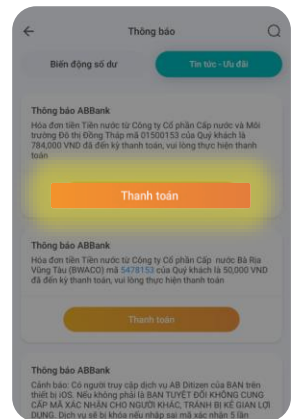 Thông báo
Biến động số dư
Tin tức - Ưu đãi
Thông báo ABBank
Hóa đơn tiền Tiền nước từ Công ty Cổ phần Cấp nước và Môi
trường Đô thị Đồng Tháp mã 01500153 của Quý khách là
784,000 VND đã đến kỳ thanh toán, vui lòng thực hiện thanh
toán
Thanh toán
Thông báo ABBank
Hóa đơn tiền Tiền nước từ Công ty Cổ phần Cấp nước Bà Rịa
Vũng Tàu (BWACO) mã 5478153 của Quý khách là 50,000 VND
đã đến kỳ thanh toán, vui lòng thực hiện thanh toán
Thanh toán
Thông báo ABBank
Cảnh báo: Có người truy cập dịch vụ AB Ditizen của BẠN trên
thiết bị iOS. Nếu không phải là BẠN TUYỆT ĐỐI KHÔNG CUNG
CẤP MÃ XÁC NHẬN CHO NGƯỜI KHÁC, TRÁNH BỊ KẺ GIAN LỢI
DỤNG. Dịch vụ sẽ bị khóa nếu nhập sai mã xác nhận 5 lần